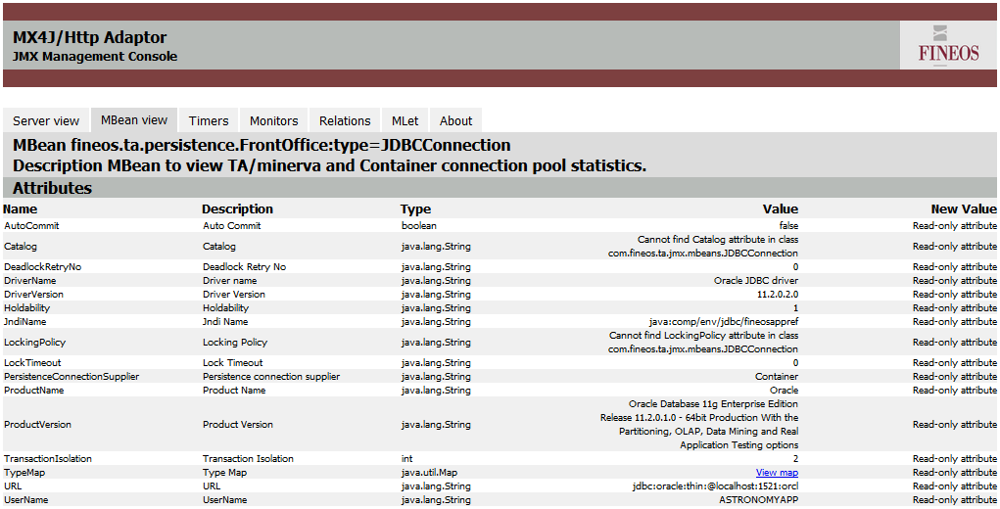 MX4J/Http Adaptor
JMX Management Console
FINEOS
Server view MBean view Timers Monitors Relations MLet About
MBean fineos.ta.persistence.FrontOffice:type=JDBCConnection
Description MBean to view TA/minerva and Container connection pool statistics.
Attributes
Name Description Type Value New Value
AutoCommit Auto Commit boolean false Read-only attribute
Catalog Catalog java.lang.String Cannot find Catalog attribute in class
com.fineos.ta.jmx.mbeans.JDBCConnection Read-only attribute
DeadlockRetryNo Deadlock Retry No java.lang.String 0 Read-only attribute
DriverName Driver name java.lang.String Oracle JDBC driver Read-only attribute
DriverVersion Driver Version java.lang.String 11.2.0.2.0 Read-only attribute
Holdability Holdability java.lang.String 1 Read-only attribute
JndiName Jndi Name java.lang.String java:comp/env/jdbc/fineosappref Read-only attribute
LockingPolicy Locking Policy java.lang.String Cannot find LockingPolicy attribute in class
com.fineos.ta.jmx.mbeans.JDBCConnection Read-only attribute
LockTimeout Lock Timeout java.lang.String 0 Read-only attribute
PersistenceConnectionSupplier Persistence connection supplier java.lang.String Container Read-only attribute
ProductName Product Name java.lang.String Oracle Read-only attribute
ProductVersion Product Version java.lang.String Oracle Database 11g Enterprise Edition
Release 11.2.0.1.0 - 64bit Production With the
Partitioning, OLAP, Data Mining and Real
Application Testing options Read-only attribute
TransactionIsolation Transaction Isolation int 2 Read-only attribute
TypeMap Type Map java.util.Map View map Read-only attribute
URL URL java.lang.String jdbc:oracle:thin:@localhost:1521:orcl Read-only attribute
UserName UserName java.lang.String ASTRONOMYAPP Read-only attribute